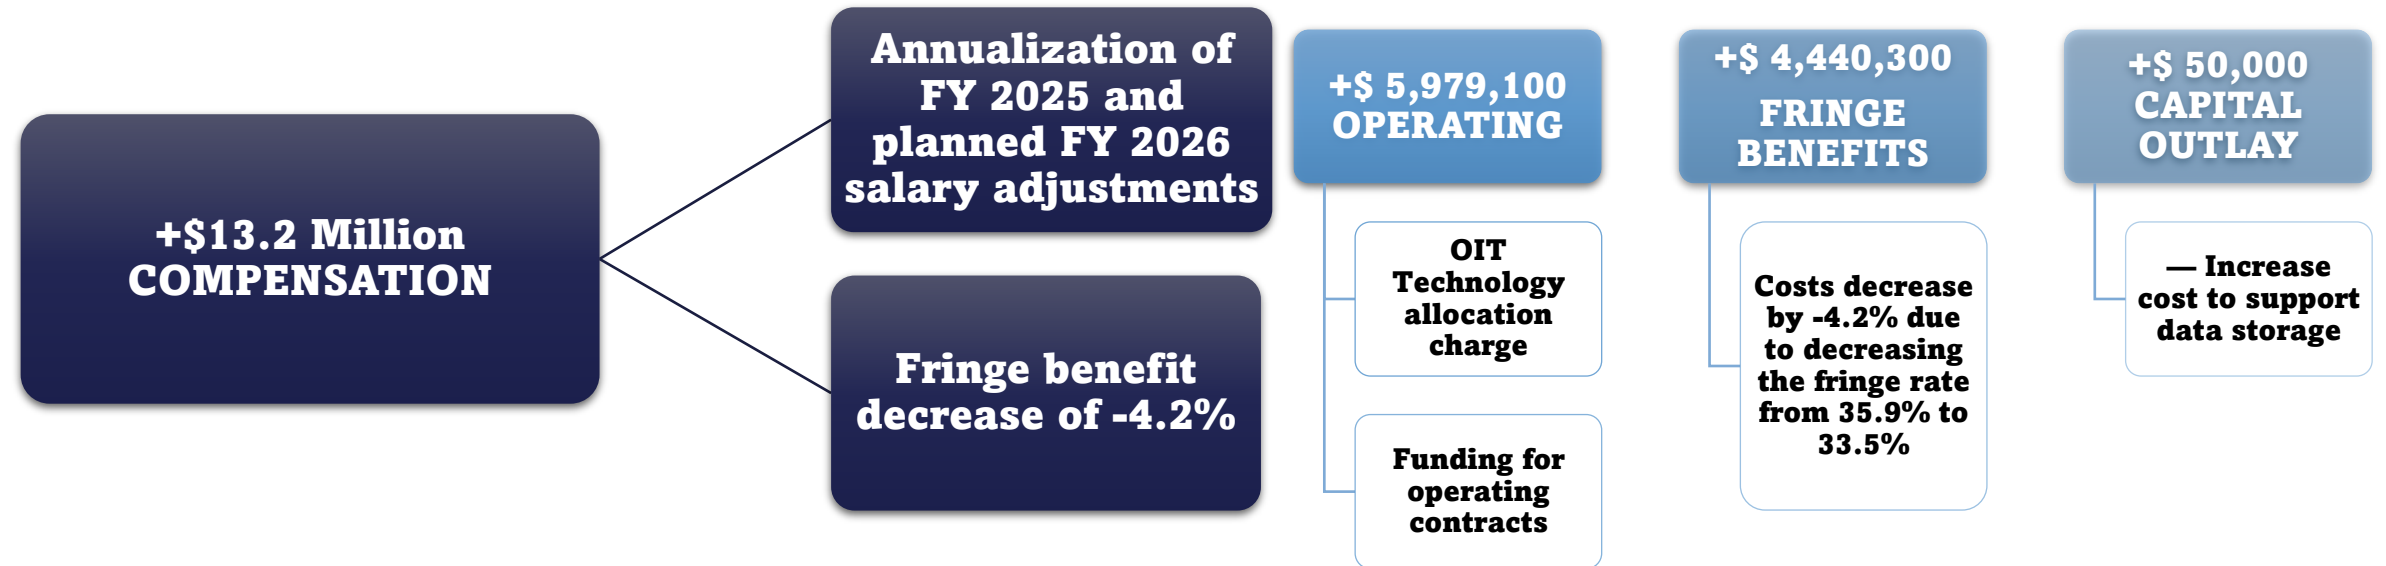 +$13.2 Million
COMPENSATION
Annualization of
FY 2025 and
planned FY 2026
salary adjustments
Fringe benefit
decrease of -4.2%
+$ 5,979,100
OPERATING
OIT
Technology
allocation
charge
Funding for
operating
contracts
+$ 4,440,300
FRINGE
BENEFITS
Costs decrease
by -4.2% due
to decreasing
the fringe rate
from 35.9% to
33.5%
+$ 50,000
CAPITAL
OUTLAY
— Increase
cost to support
data storage